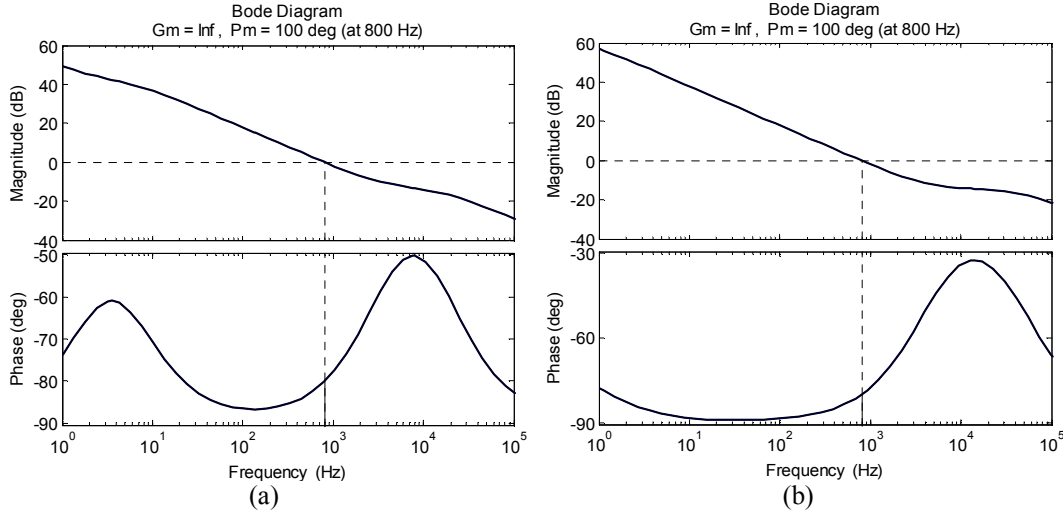 Bode Diagram
Gm = Inf , Pm = 100 deg (at 800 Hz)
Magnitude (dB)
60
40
20
0
-20
-40
Phase (deg)
-50
-60
-70
-80
-90
10^0
10^1
10^2
10^3
10^4
10^5
Frequency (Hz)
(a)
Bode Diagram
Gm = Inf , Pm = 100 deg (at 800 Hz)
Magnitude (dB)
60
40
20
0
-20
-40
Phase (deg)
-30
-60
-90
10^0
10^1
10^2
10^3
10^4
10^5
Frequency (Hz)
(b)